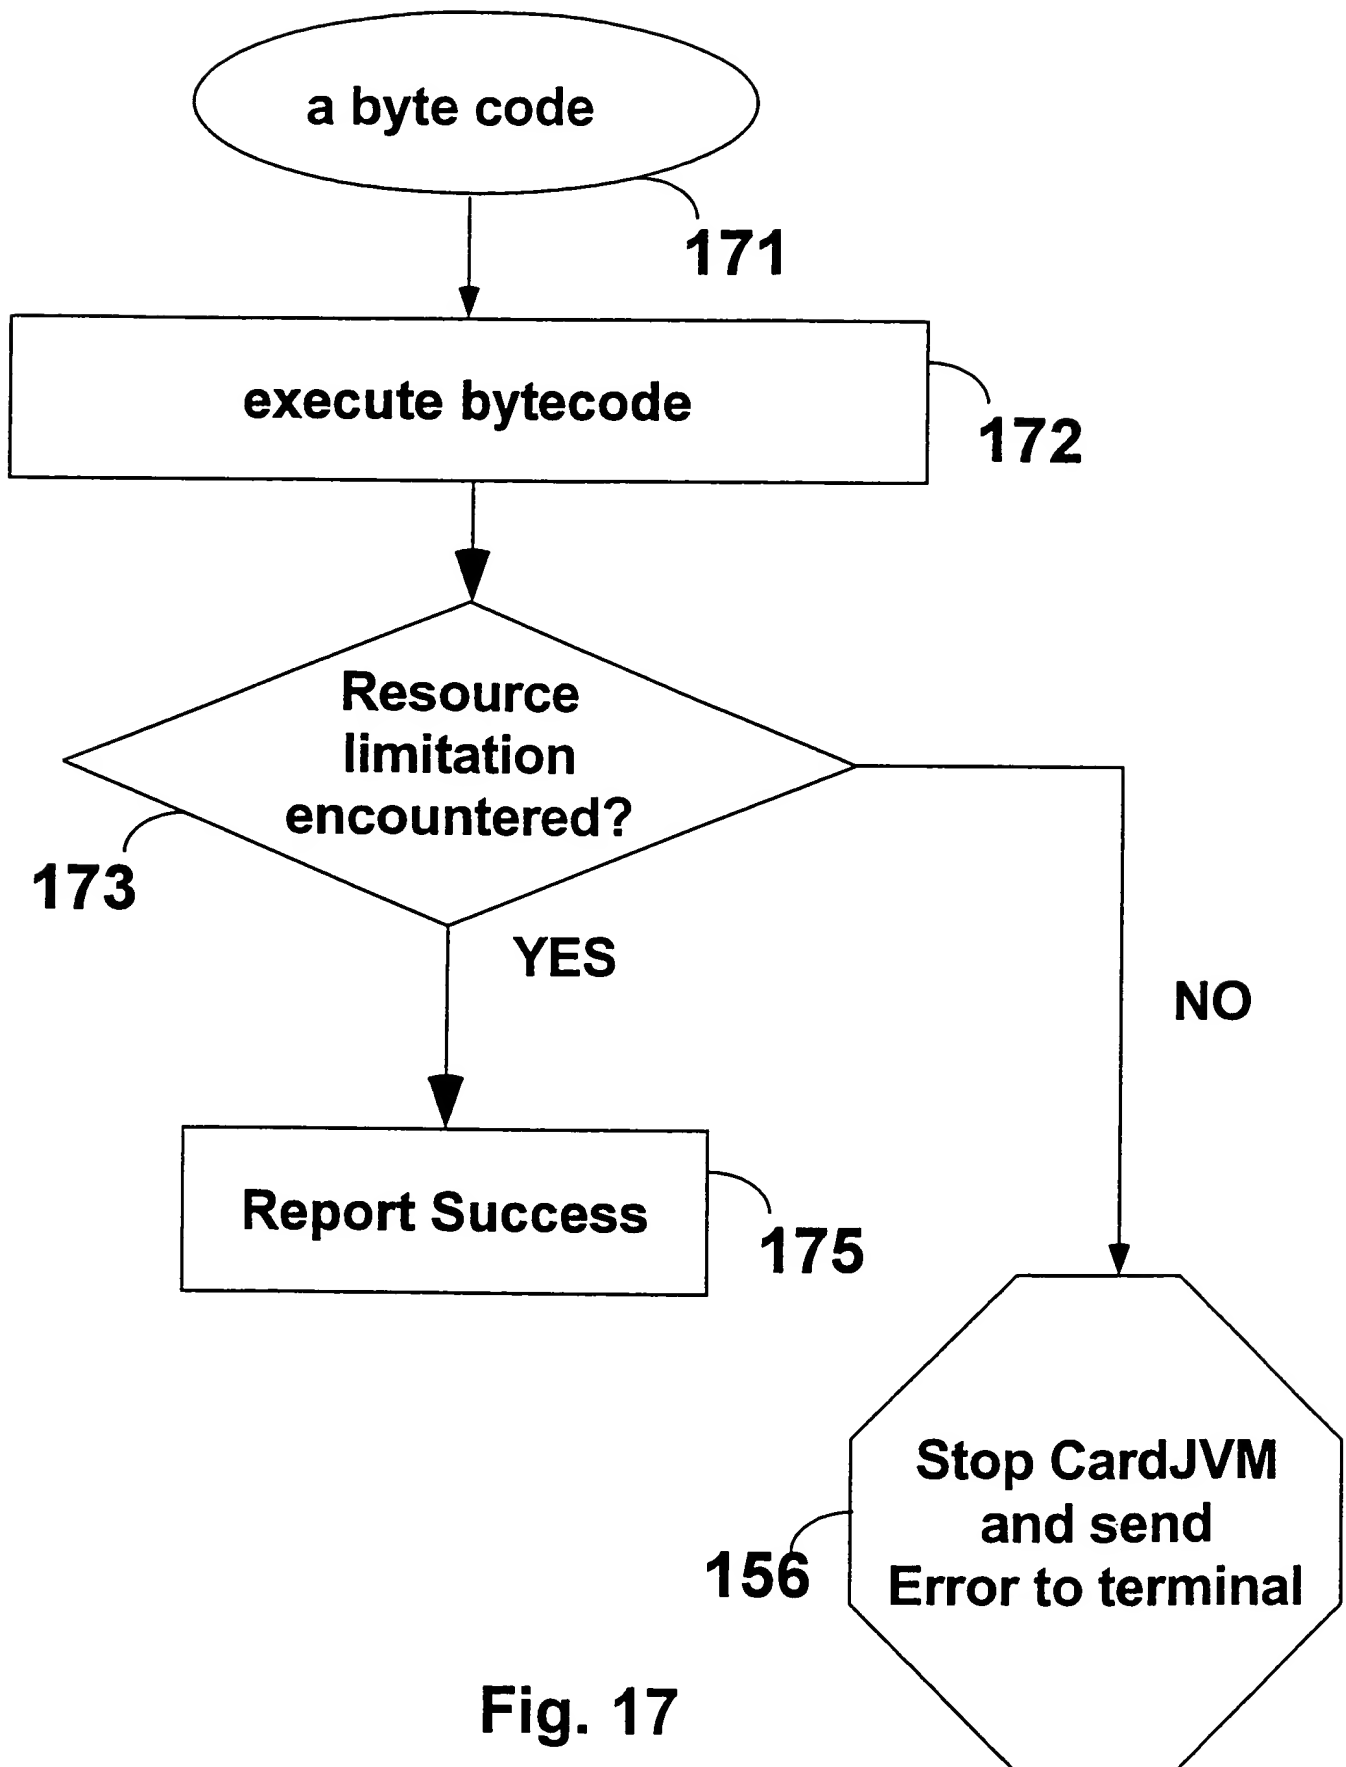 a byte code
171
execute bytecode
172
Resource
limitation
encountered?
173
YES
NO
Report Success
175
Stop CardJVM
and send
Error to terminal
156
Fig. 17